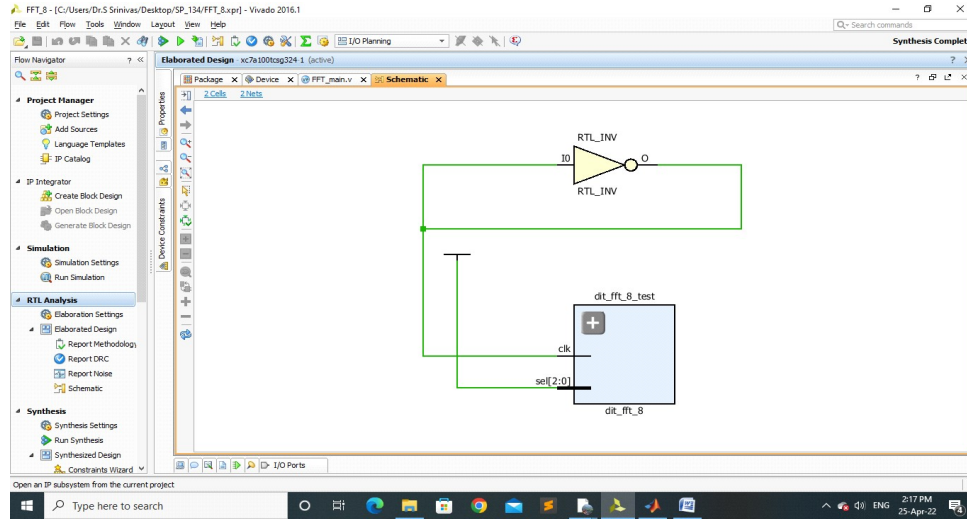 FFT_8 - [C:/Users/Dr.S Srinivas/Desktop/SP_134/FFT_8.xpr] - Vivado 2016.1
File Edit Flow Tools Window Layout View Help
Search commands
I/O Planning
Synthesis Complet
Flow Navigator
Elaborated Design - xc7a100tcsg324-1 (active)
Package
Device
FFT_main.v
Schematic
2 Cells 2 Nets
Properties
Device Constraints
Project Manager
Project Settings
Add Sources
Language Templates
IP Catalog
IP Integrator
Create Block Design
Open Block Design
Generate Block Design
Simulation
Simulation Settings
Run Simulation
RTL Analysis
Elaboration Settings
Elaborated Design
Report Methodology
Report DRC
Report Noise
Schematic
Synthesis
Synthesis Settings
Run Synthesis
Synthesized Design
Constraints Wizard
RTL_INV
I0
O
RTL_INV
dit_fft_8_test
clk
sel[2:0]
dit_fft_8
I/O Ports
Open an IP subsystem from the current project
Type here to search
ENG
2:17 PM
25-Apr-22